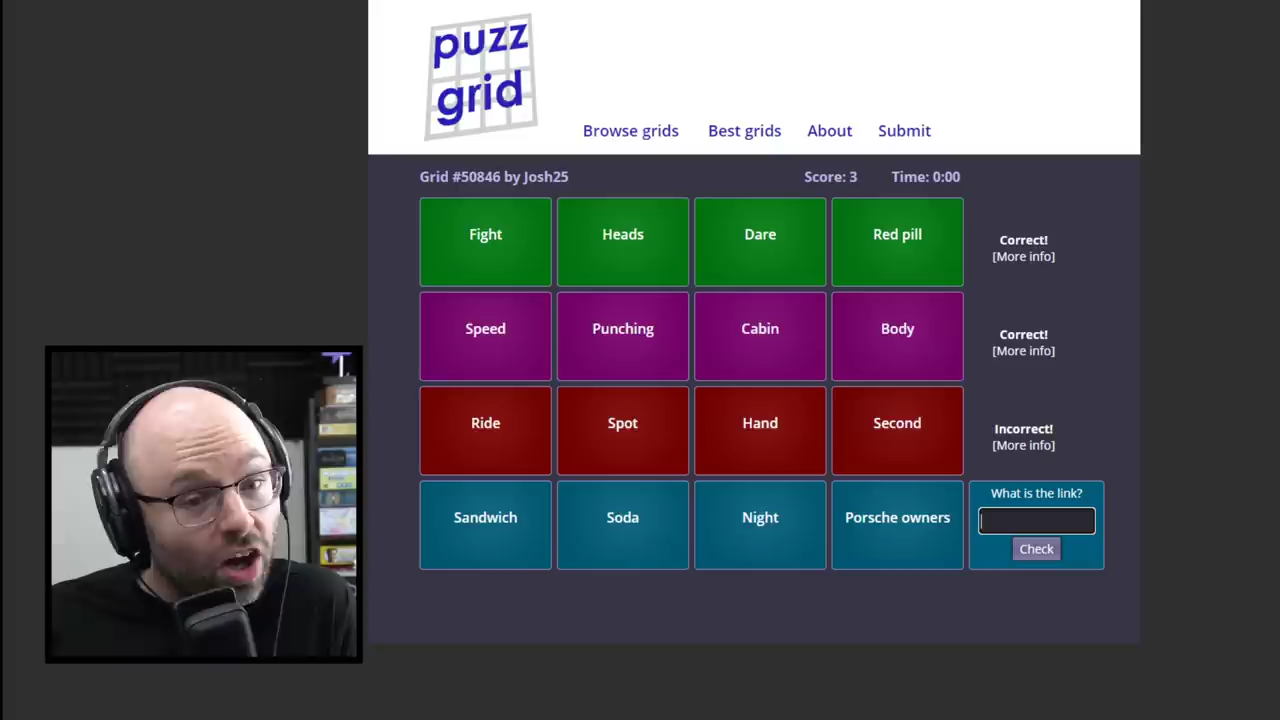 puzz
grid
Browse grids
Best grids
About
Submit
Grid #50846 by Josh25
Score: 3
Time: 0:00
Fight
Heads
Dare
Red pill
Correct!
[More info]
Speed
Punching
Cabin
Body
Correct!
[More info]
Ride
Spot
Hand
Second
Incorrect!
[More info]
Sandwich
Soda
Night
Porsche owners
What is the link?
Check